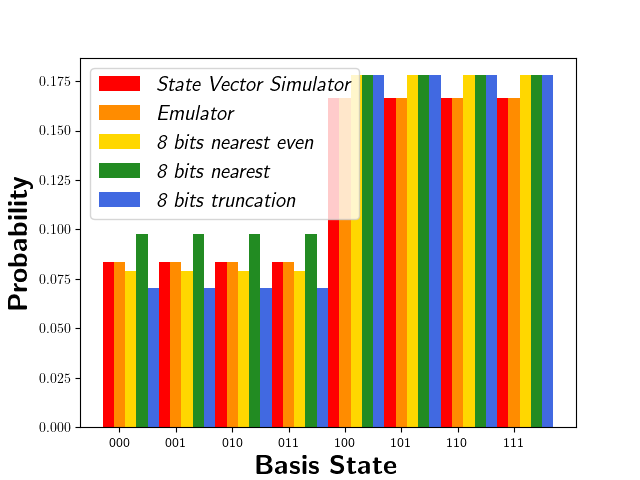 State Vector Simulator
Emulator
8 bits nearest even
8 bits nearest
8 bits truncation
Probability
0.175
0.150
0.125
0.100
0.075
0.050
0.025
0.000
000 001 010 011 100 101 110 111
Basis State